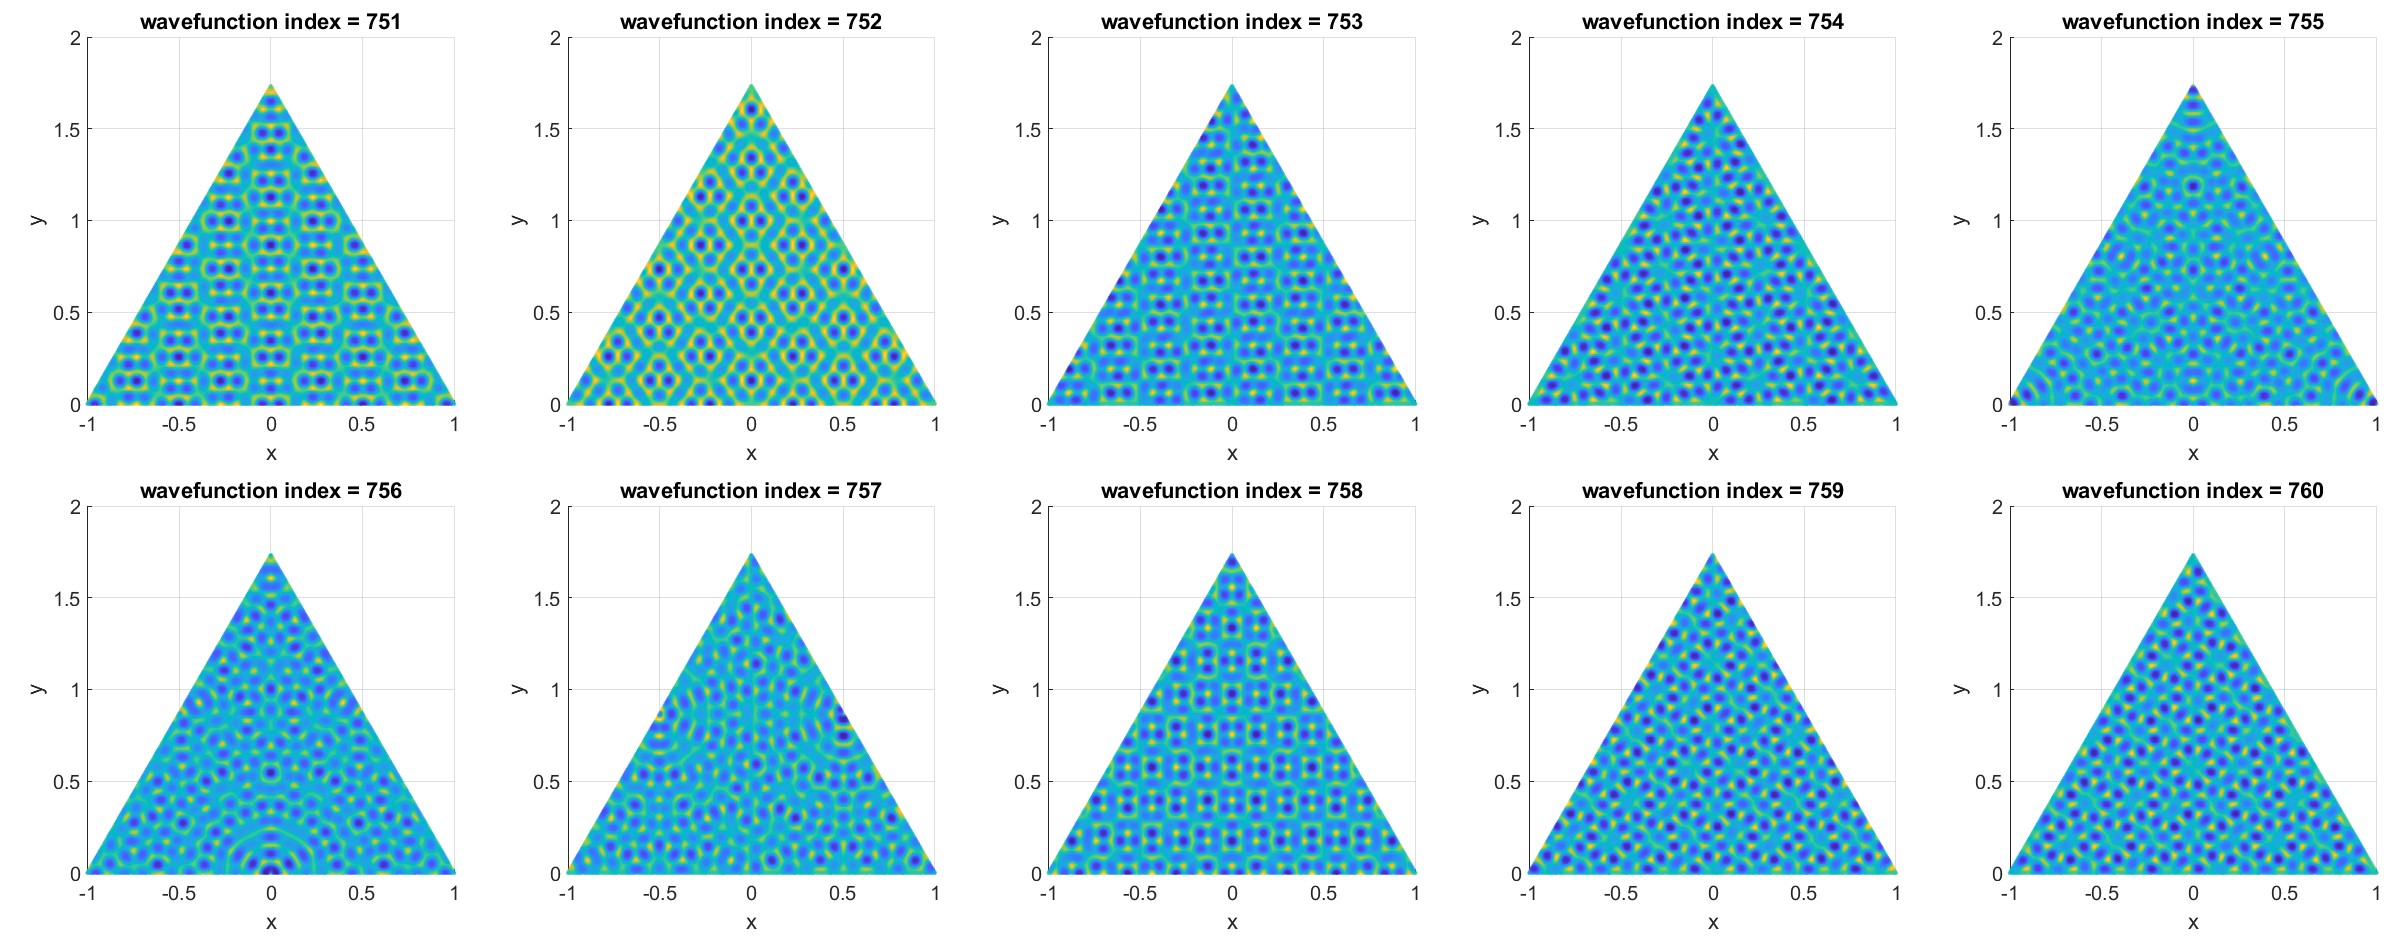 wavefunction index = 751
2
1.5
1
0.5
0
y
-1 -0.5 0 0.5 1
x
wavefunction index = 752
2
1.5
1
0.5
0
y
-1 -0.5 0 0.5 1
x
wavefunction index = 753
2
1.5
1
0.5
0
y
-1 -0.5 0 0.5 1
x
wavefunction index = 754
2
1.5
1
0.5
0
y
-1 -0.5 0 0.5 1
x
wavefunction index = 755
2
1.5
1
0.5
0
y
-1 -0.5 0 0.5 1
x
wavefunction index = 756
2
1.5
1
0.5
0
y
-1 -0.5 0 0.5 1
x
wavefunction index = 757
2
1.5
1
0.5
0
y
-1 -0.5 0 0.5 1
x
wavefunction index = 758
2
1.5
1
0.5
0
y
-1 -0.5 0 0.5 1
x
wavefunction index = 759
2
1.5
1
0.5
0
y
-1 -0.5 0 0.5 1
x
wavefunction index = 760
2
1.5
1
0.5
0
y
-1 -0.5 0 0.5 1
x